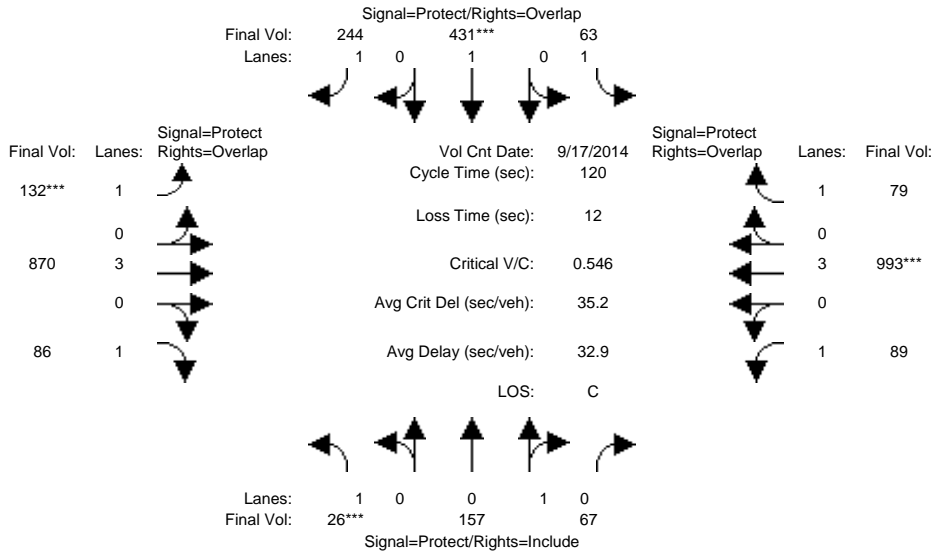 Signal=Protect/Rights=Overlap
Final Vol: 244 431*** 63
Lanes: 1 0 1 0 1
Signal=Protect Signal=Protect
Final Vol: Lanes: Rights=Overlap Vol Cnt Date: 9/17/2014 Rights=Overlap Lanes: Final Vol:
Cycle Time (sec): 120
132*** 1 1 79
Loss Time (sec): 12
0 0
870 3 Critical V/C: 0.546 3 993***
0 Avg Crit Del (sec/veh): 35.2 0
86 1 Avg Delay (sec/veh): 32.9 1 89
LOS: C
Lanes: 1 0 0 1 0
Final Vol: 26*** 157 67
Signal=Protect/Rights=Include